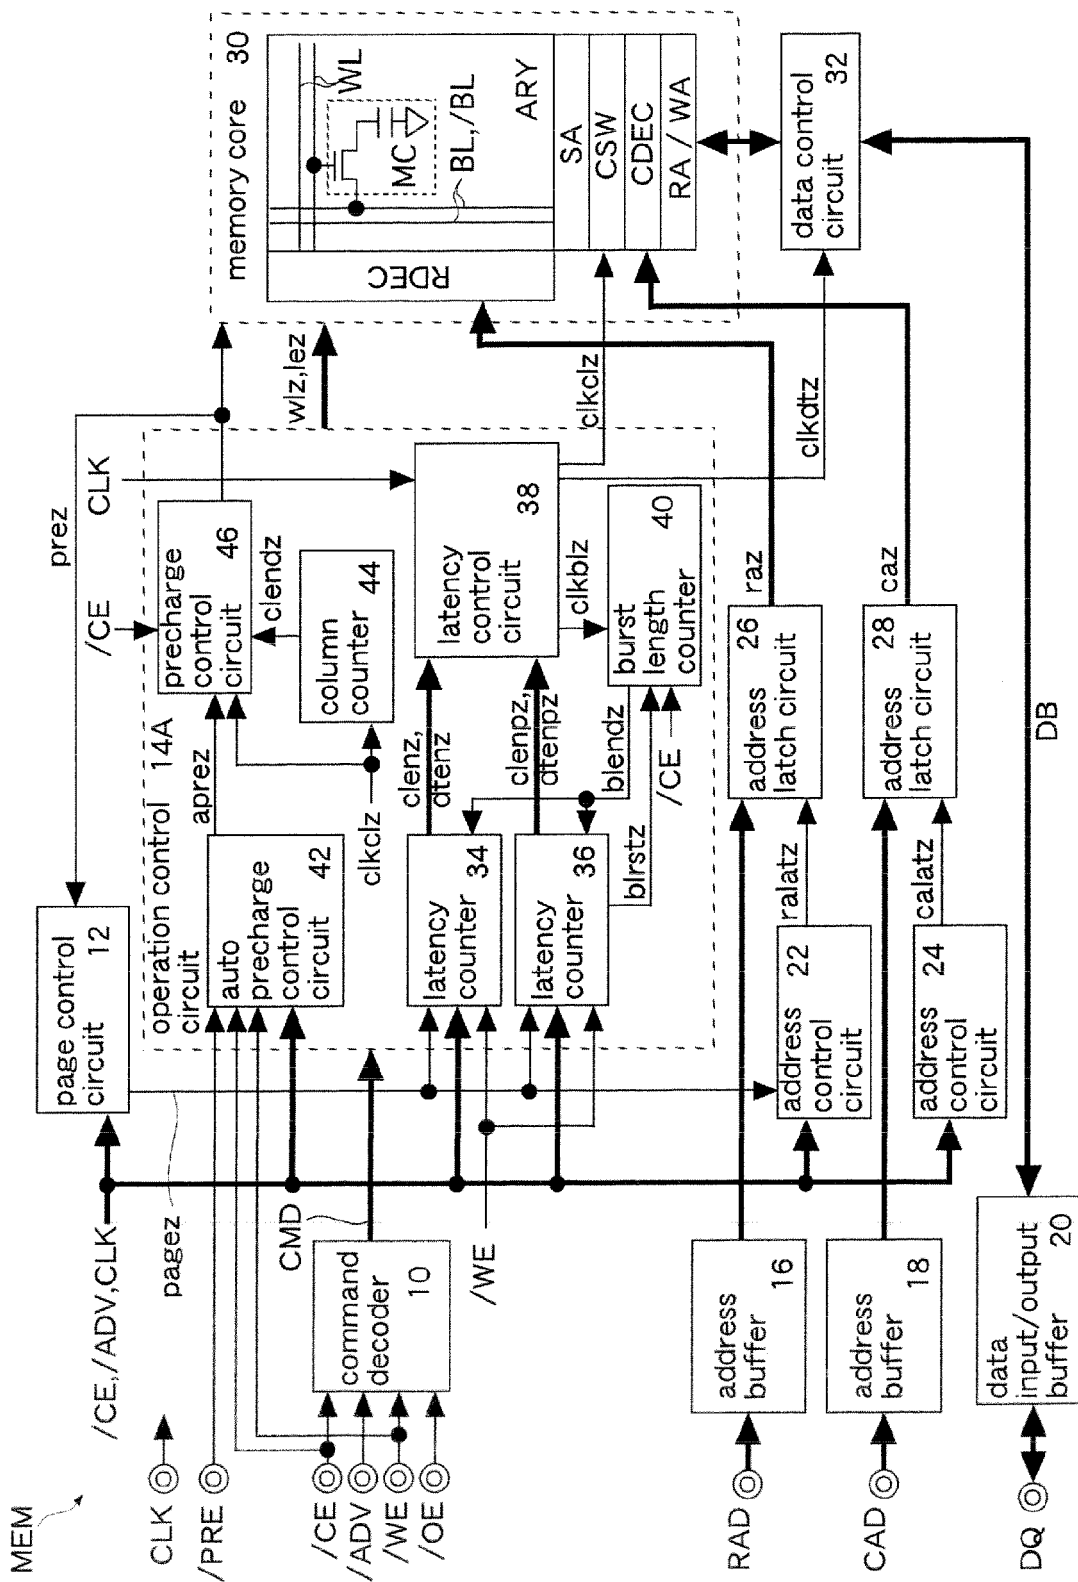 MEM
CLK
/PRE
/CE
/ADV
/WE
/OE
RAD
CAD
DQ
/CE,/ADV,CLK
pagez
CMD
command
decoder
10
/WE
address
buffer
16
address
buffer
18
data
input/output
buffer
20
page control
circuit
12
prez
operation control
circuit
14A
auto
precharge
control
circuit
42
aprez
/CE
CLK
precharge
control
circuit
46
clendz
column
counter
44
clkclz
latency
counter
34
latency
counter
36
clenz,
dtenz
clenpz,
dtenpz
blendz
blrstz
/CE
latency
control
circuit
38
clkblz
burst
length
counter
40
address
control
circuit
22
address
control
circuit
24
ralatz
calatz
address
latch circuit
26
address
latch circuit
28
raz
caz
wlz,lez
clkclz
clkdtz
memory core
30
RDEC
WL
MC
BL,/BL
ARY
SA
CSW
CDEC
RA / WA
data control
circuit
32
DB